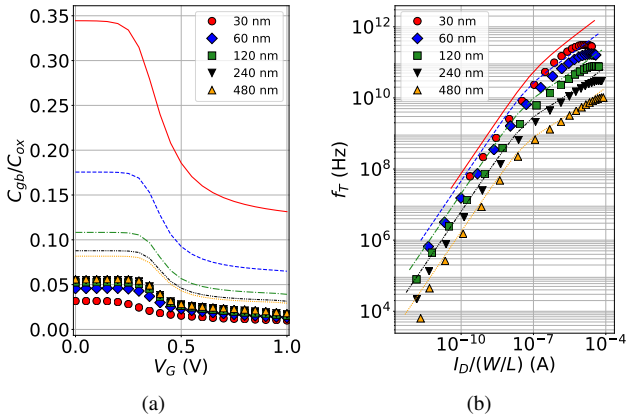 0.35
0.30
0.25
0.20
0.15
0.10
0.05
0.00
C_gb/C_ox
30 nm
60 nm
120 nm
240 nm
480 nm
0.0
0.5
1.0
V_G (V)
(a)
10^12
10^10
10^8
10^6
10^4
f_T (Hz)
30 nm
60 nm
120 nm
240 nm
480 nm
10^−10
10^−7
10^−4
I_D/(W/L) (A)
(b)